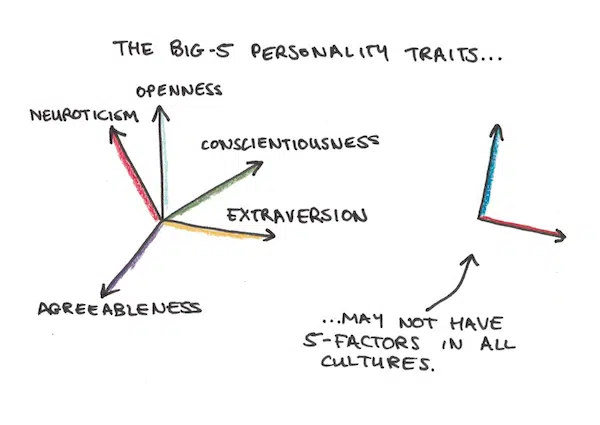 THE BIG-5 PERSONALITY TRAITS...
OPENNESS
NEUROTICISM
CONSCIENTIOUSNESS
EXTRAVERSION
AGREEABLENESS
...MAY NOT HAVE
5-FACTORS IN ALL
CULTURES.